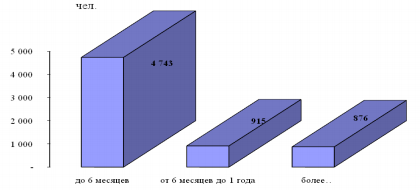 чел.
5 000
4 000
3 000
2 000
1 000
-
4 743
915
876
до 6 месяцев
от 6 месяцев до 1 года
более..